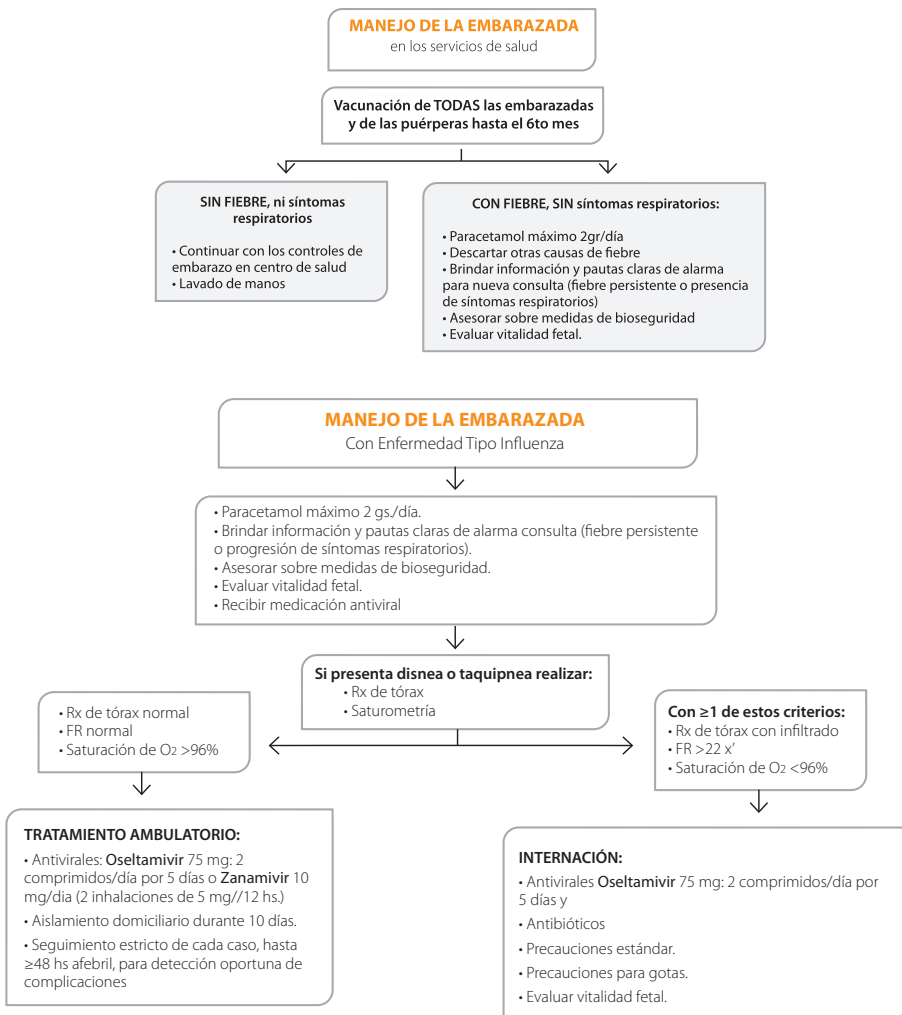 MANEJO DE LA EMBARAZADA
en los servicios de salud
Vacunación de TODAS las embarazadas
y de las puérperas hasta el 6to mes
SIN FIEBRE, ni síntomas
respiratorios
• Continuar con los controles de
embarazo en centro de salud
• Lavado de manos
CON FIEBRE, SIN síntomas respiratorios:
• Paracetamol máximo 2gr/día
• Descartar otras causas de fiebre
• Brindar información y pautas claras de alarma
para nueva consulta (fiebre persistente o presencia
de síntomas respiratorios)
• Asesorar sobre medidas de bioseguridad
• Evaluar vitalidad fetal.
MANEJO DE LA EMBARAZADA
Con Enfermedad Tipo Influenza
• Paracetamol máximo 2 gs./día.
• Brindar información y pautas claras de alarma consulta (fiebre persistente
o progresión de síntomas respiratorios).
• Asesorar sobre medidas de bioseguridad.
• Evaluar vitalidad fetal.
• Recibir medicación antiviral
Si presenta disnea o taquipnea realizar:
• Rx de tórax
• Saturometría
• Rx de tórax normal
• FR normal
• Saturación de O2 >96%
Con ≥1 de estos criterios:
• Rx de tórax con infiltrado
• FR >22 x’
• Saturación de O2 <96%
TRATAMIENTO AMBULATORIO:
• Antivirales: Oseltamivir 75 mg: 2
comprimidos/día por 5 días o Zanamivir 10
mg/dia (2 inhalaciones de 5 mg//12 hs.)
• Aislamiento domiciliario durante 10 días.
• Seguimiento estricto de cada caso, hasta
≥48 hs afebril, para detección oportuna de
complicaciones
INTERNACIÓN:
• Antivirales Oseltamivir 75 mg: 2 comprimidos/día por
5 días y
• Antibióticos
• Precauciones estándar.
• Precauciones para gotas.
• Evaluar vitalidad fetal.